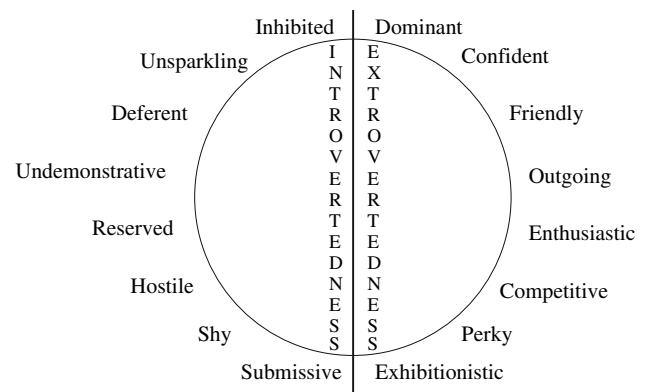 Inhibited
Dominant
Unsparkling
Confident
Deferent
Friendly
Undemonstrative
Outgoing
Reserved
Enthusiastic
Hostile
Competitive
Shy
Perky
Submissive
Exhibitionistic
INTROVERTEDNESS
EXTROVERTEDNESS